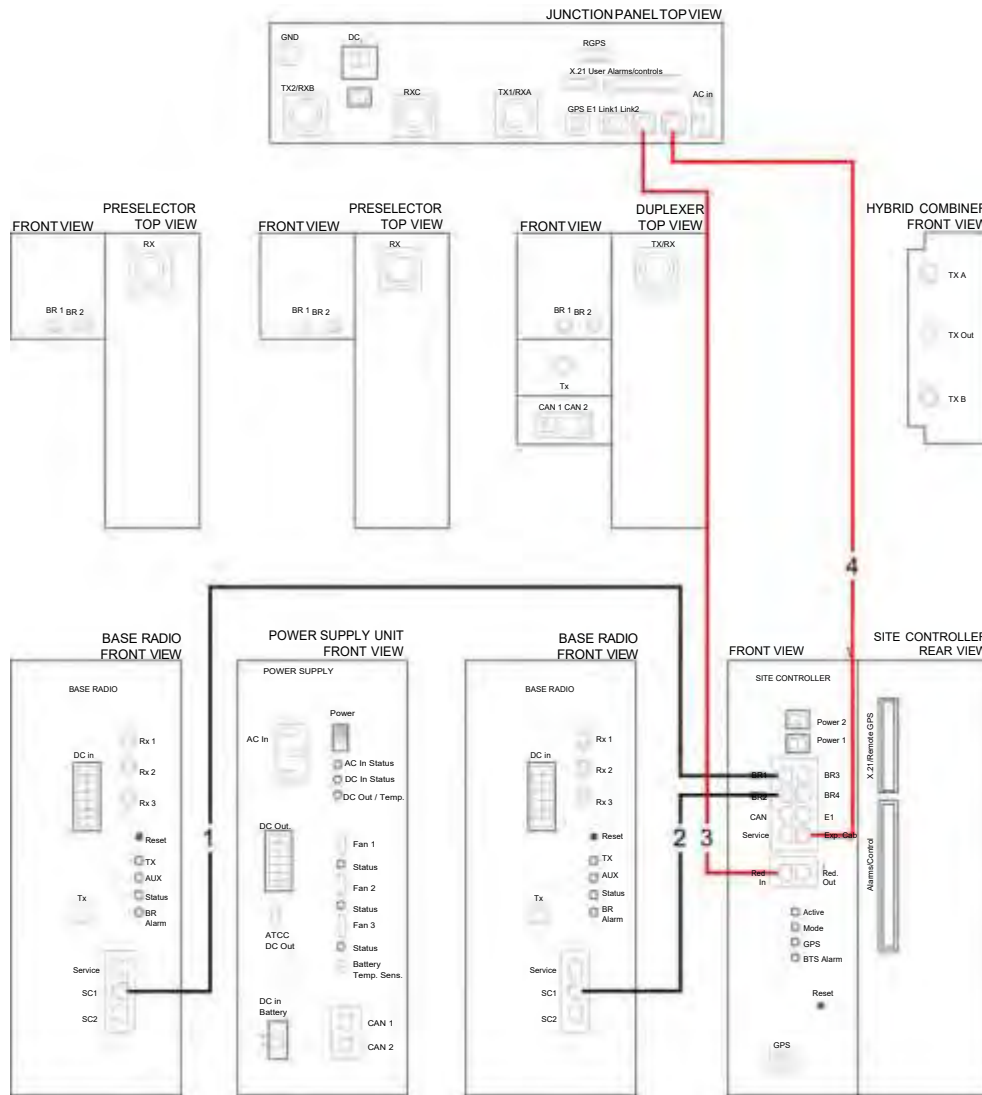 JUNCTION PANEL TOP VIEW
GND
DC
RGPS
X.21 User Alarms/controls
TX2/RXB
RXC
TX1/RXA
AC in
GPS E1 Link1 Link2
PRESELECTOR
FRONT VIEW TOP VIEW
RX
BR 1 BR 2
PRESELECTOR
FRONT VIEW TOP VIEW
RX
BR 1 BR 2
DUPLEXER
FRONT VIEW TOP VIEW
TX/RX
BR 1 BR 2
Tx
CAN 1 CAN 2
HYBRID COMBINER
FRONT VIEW
TX A
TX Out
TX B
4
BASE RADIO
FRONT VIEW
BASE RADIO
Rx 1
DC in
Rx 2
Rx 3
Reset
TX
AUX
Tx
Status
BR
Alarm
Service
SC1
SC2
1
POWER SUPPLY UNIT
FRONT VIEW
POWER SUPPLY
Power
AC In
AC In Status
DC In Status
DC Out / Temp.
DC Out.
Fan 1
Status
Fan 2
Status
Fan 3
ATCC
DC Out
Status
Battery
Temp. Sens.
DC in
Battery
CAN 1
CAN 2
BASE RADIO
FRONT VIEW
BASE RADIO
Rx 1
DC in
Rx 2
Rx 3
Reset
TX
AUX
Tx
Status
BR
Alarm
Service
SC1
SC2
2 3
FRONT VIEW
SITE CONTROLLER
REAR VIEW
SITE CONTROLLER
Power 2
Power 1
BR1 BR3
BR2 BR4
CAN E1
Service Exp. Cab
Red In
Red. Out
Active
Mode
GPS
BTS Alarm
Reset
GPS
X.21/Remote GPS
Alarms/Control